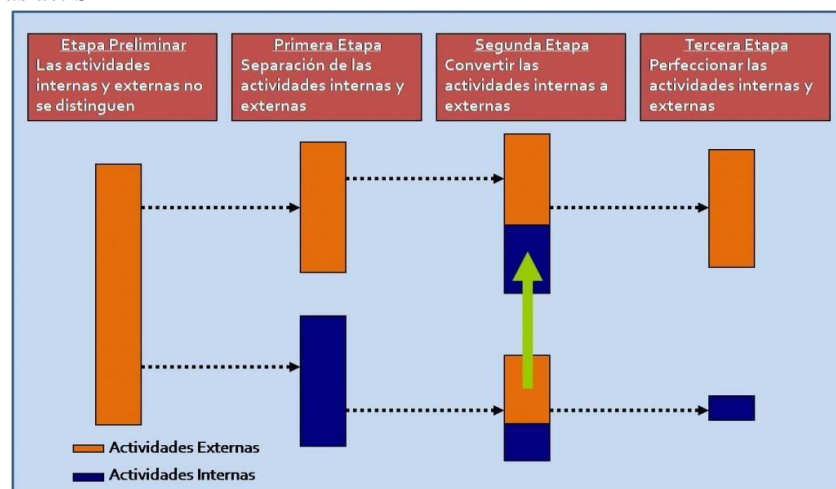 Etapa Preliminar
Las actividades
internas y externas no
se distinguen
Primera Etapa
Separación de las
actividades internas y
externas
Segunda Etapa
Convertir las
actividades internas a
externas
Tercera Etapa
Perfeccionar las
actividades internas y
externas
Actividades Externas
Actividades Internas